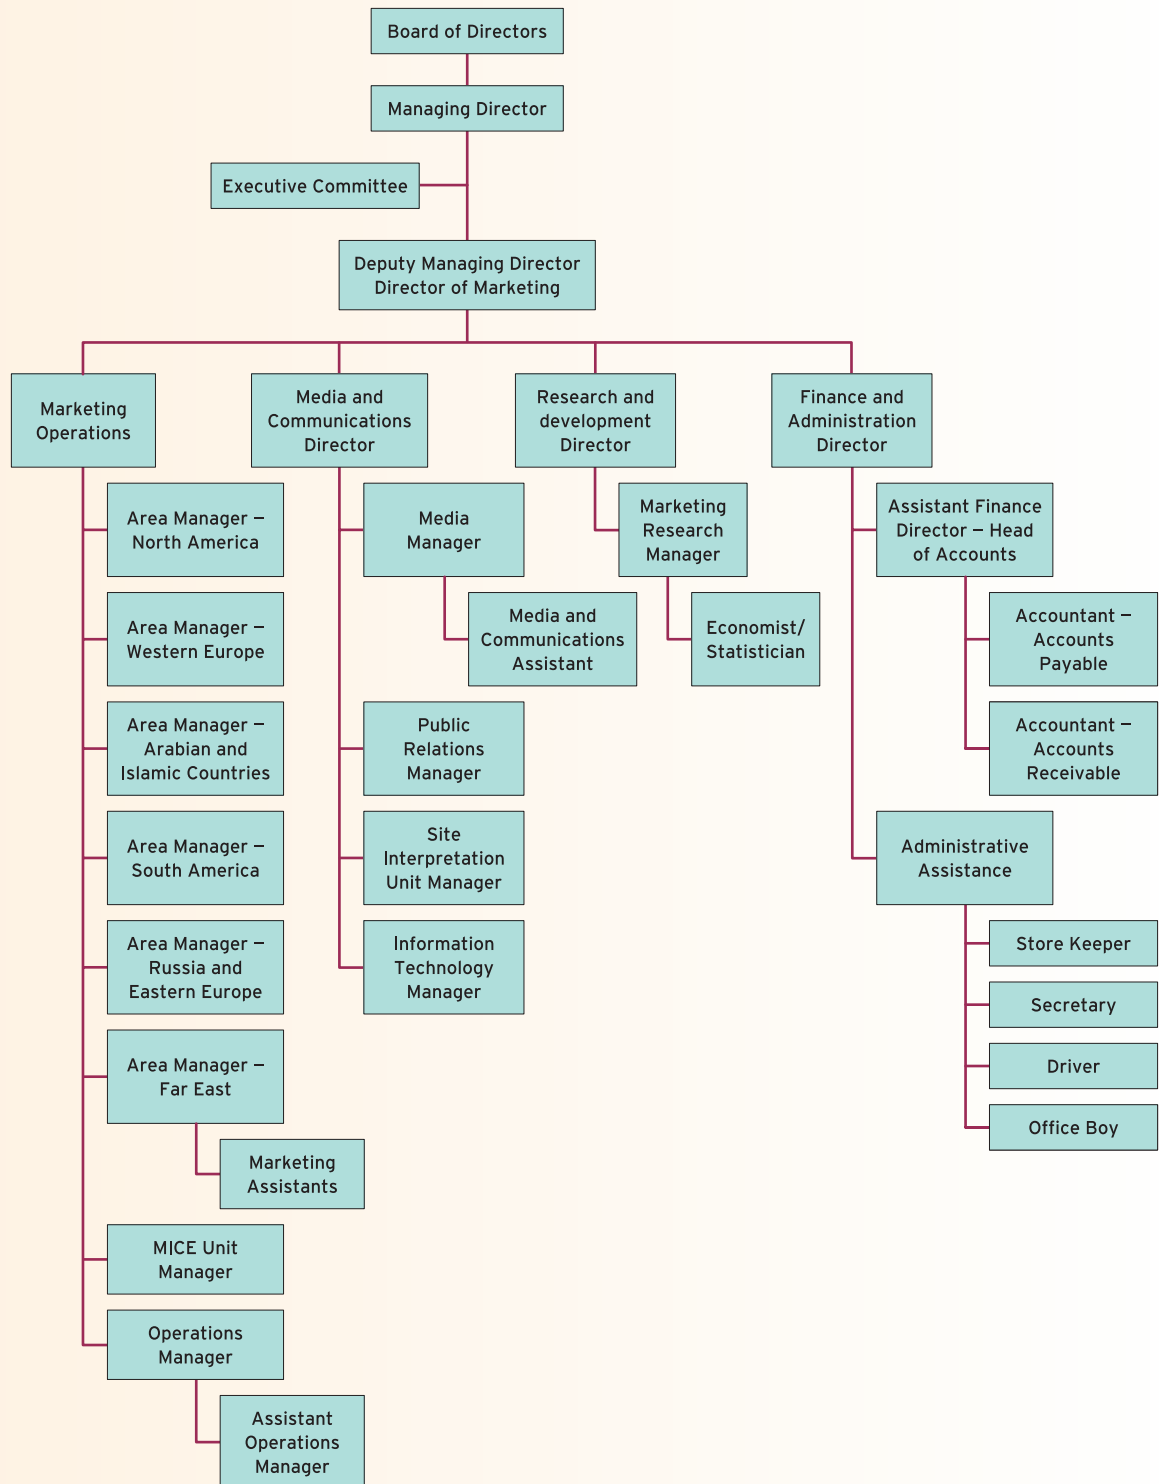 Board of Directors
Managing Director
Executive Committee
Deputy Managing Director
Director of Marketing
Marketing
Operations
Area Manager –
North America
Area Manager –
Western Europe
Area Manager –
Arabian and
Islamic Countries
Area Manager –
South America
Area Manager –
Russia and
Eastern Europe
Area Manager –
Far East
Marketing
Assistants
MICE Unit
Manager
Operations
Manager
Assistant
Operations
Manager
Media and
Communications
Director
Media
Manager
Media and
Communications
Assistant
Public
Relations
Manager
Site
Interpretation
Unit Manager
Information
Technology
Manager
Research and
development
Director
Marketing
Research
Manager
Economist/
Statistician
Finance and
Administration
Director
Assistant Finance
Director – Head
of Accounts
Accountant –
Accounts
Payable
Accountant –
Accounts
Receivable
Administrative
Assistance
Store Keeper
Secretary
Driver
Office Boy